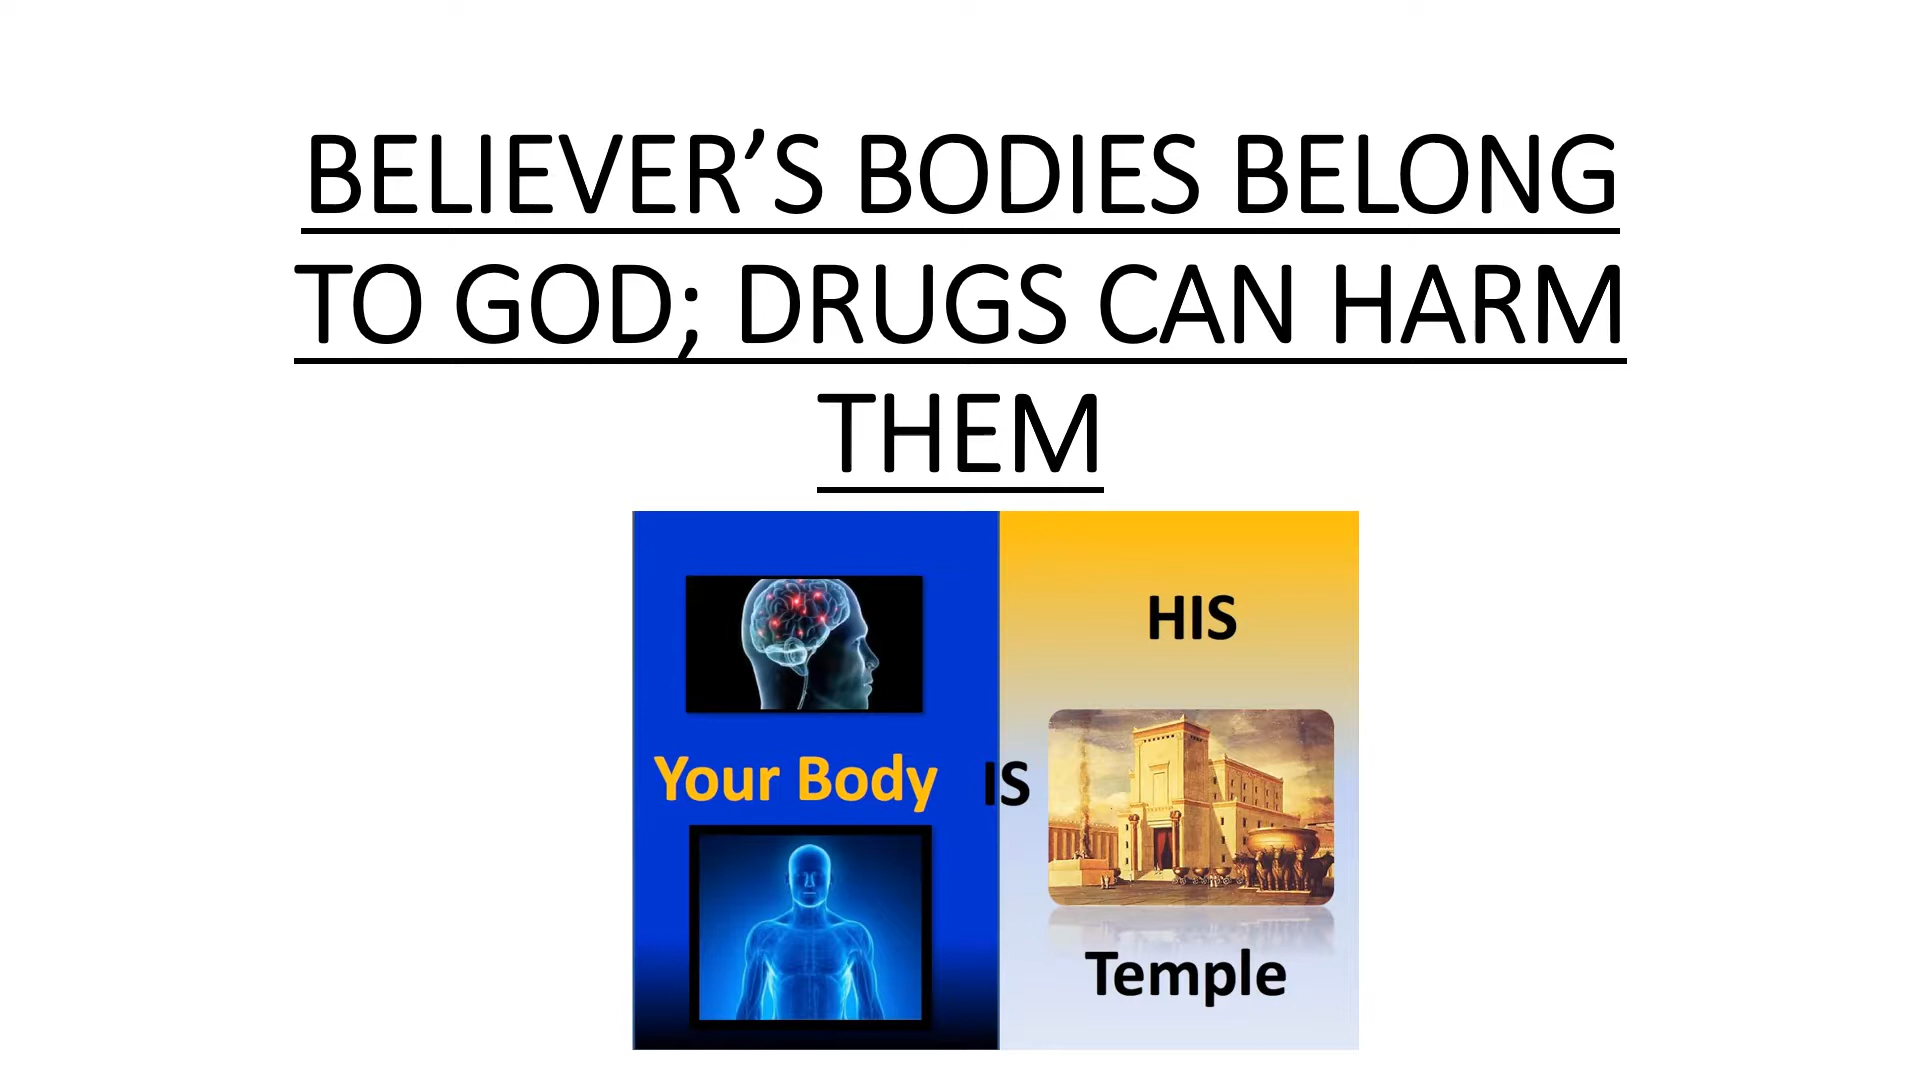 BELIEVER’S BODIES BELONG
TO GOD; DRUGS CAN HARM
THEM
HIS
Your Body IS
Temple